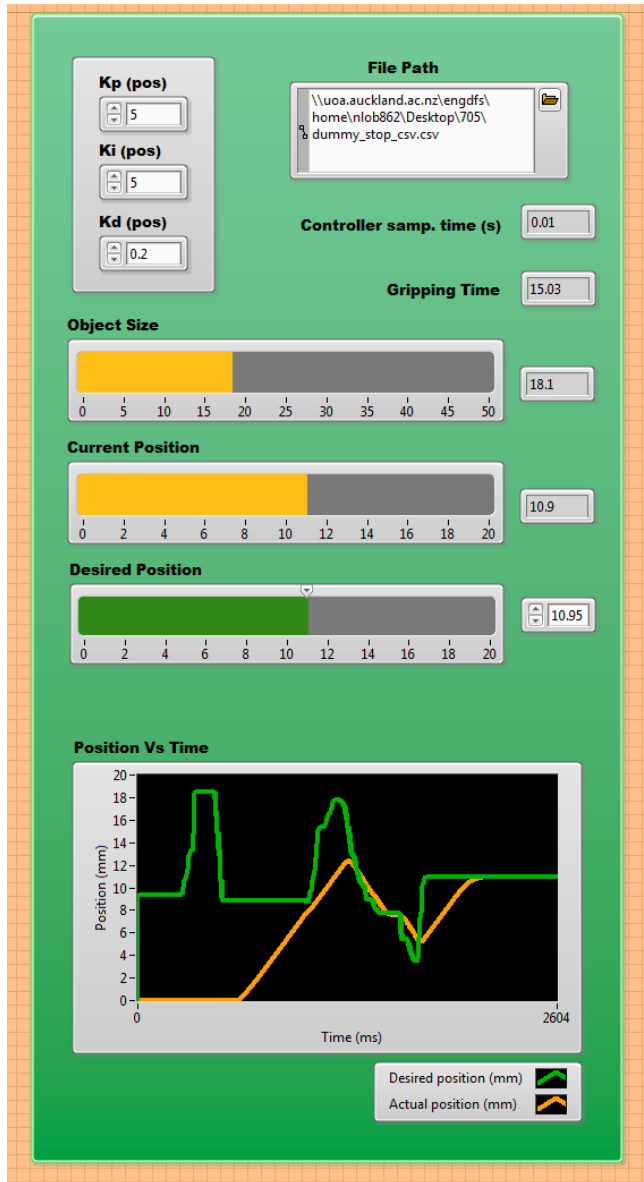 Kp (pos)
5
Ki (pos)
5
Kd (pos)
0.2
File Path
\\uoa.auckland.ac.nz\engdfs\
home\nlob862\Desktop\705\
dummy_stop_csv.csv
Controller samp. time (s)
0.01
Gripping Time
15.03
Object Size
0 5 10 15 20 25 30 35 40 45 50
18.1
Current Position
0 2 4 6 8 10 12 14 16 18 20
10.9
Desired Position
0 2 4 6 8 10 12 14 16 18 20
10.95
Position Vs Time
Position (mm)
20
18
16
14
12
10
8
6
4
2
0
0 2604
Time (ms)
Desired position (mm)
Actual position (mm)